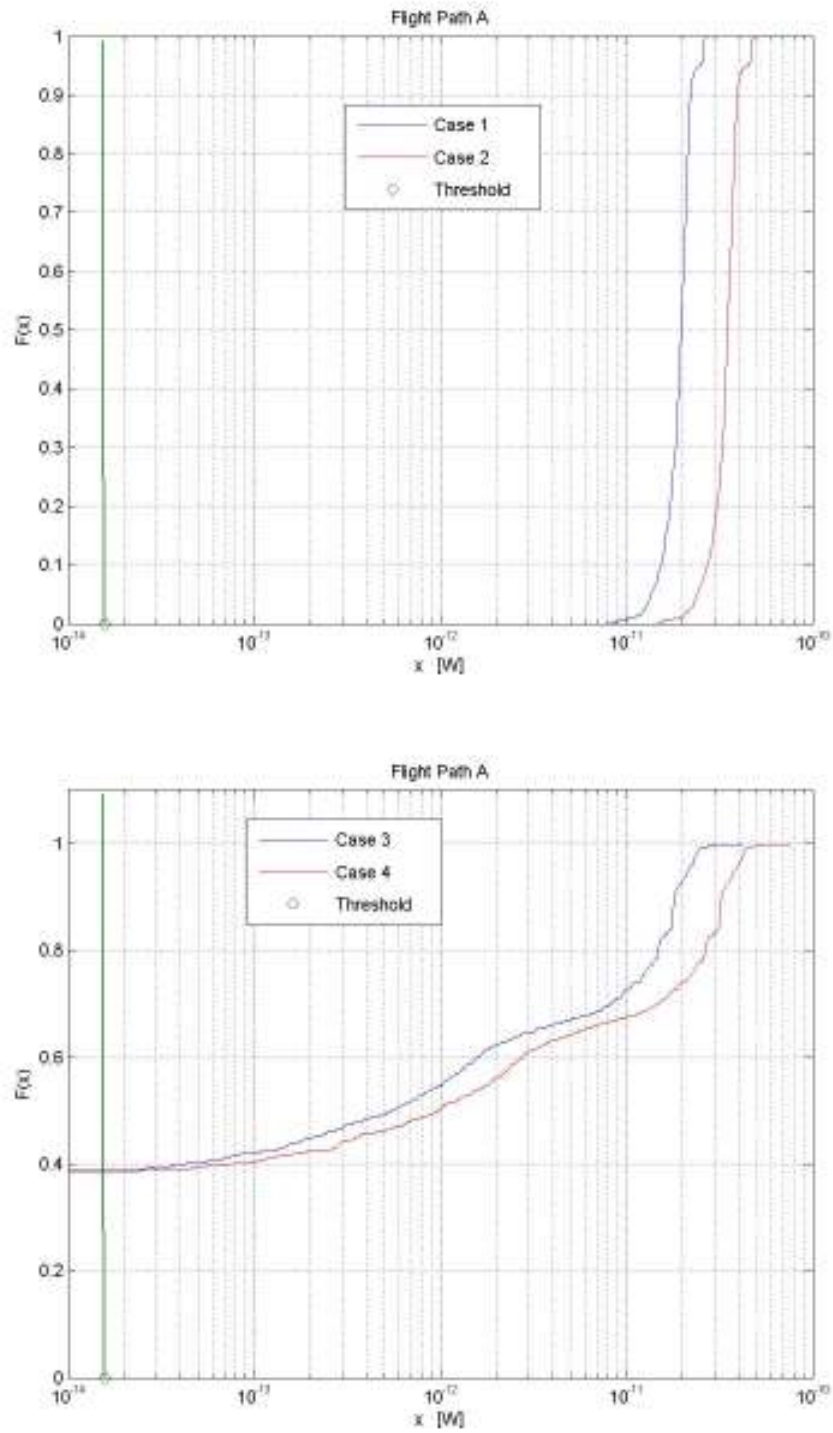 Flight Path A
1
0.9
0.8
0.7
0.6
0.5
0.4
0.3
0.2
0.1
0
F(x)
Case 1
Case 2
Threshold
10^-14
10^-13
10^-12
10^-11
10^-10
x [W]
Flight Path A
1
0.8
0.6
0.4
0.2
0
F(x)
Case 3
Case 4
Threshold
10^-14
10^-13
10^-12
10^-11
10^-10
x [W]